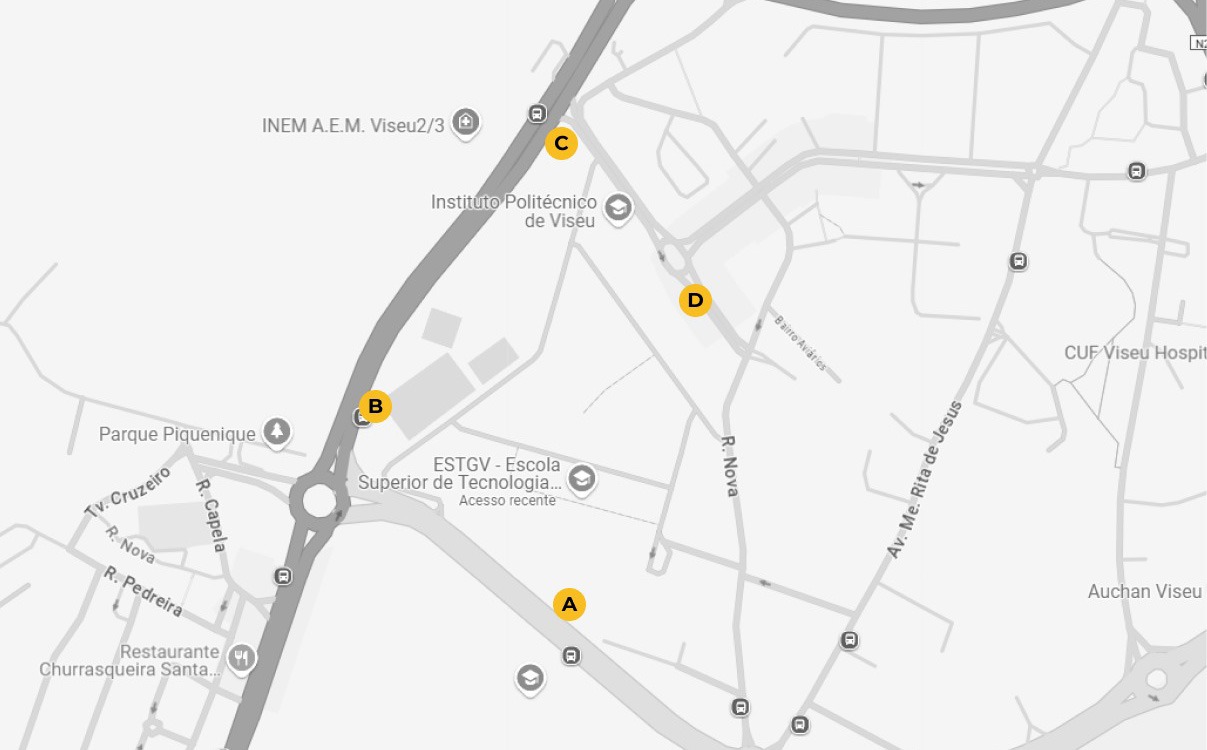 N2
INEM A.E.M. Viseu2/3
C
Instituto Politécnico
de Viseu
D
Bairro Aviários
CUF Viseu Hospit
B
Parque Piquenique
R. Nova
Av. Me. Rita de Jesus
ESTGV - Escola
Superior de Tecnologia...
Acesso recente
Tv. Cruzeiro
R. Capela
R. Nova
R. Pedreira
A
Auchan Viseu
Restaurante
Churrasqueira Santa...